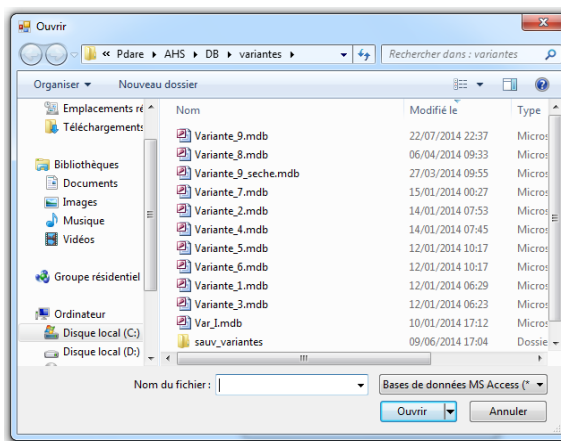 Ouvrir
« Pdare ▸ AHS ▸ DB ▸ variantes ▸ Rechercher dans : variantes
Organiser Nouveau dossier
Emplacements ré
Téléchargements
Bibliothèques
Documents
Images
Musique
Vidéos
Groupe résidentiel
Ordinateur
Disque local (C:)
Disque local (D:)
Nom Modifié le Type
Variante_9.mdb 22/07/2014 22:37 Micros
Variante_8.mdb 06/04/2014 09:33 Micros
Variante_9_seche.mdb 27/03/2014 09:55 Micros
Variante_7.mdb 15/01/2014 00:27 Micros
Variante_2.mdb 14/01/2014 07:53 Micros
Variante_4.mdb 14/01/2014 07:45 Micros
Variante_5.mdb 12/01/2014 10:17 Micros
Variante_6.mdb 12/01/2014 10:17 Micros
Variante_1.mdb 12/01/2014 06:29 Micros
Variante_3.mdb 12/01/2014 06:23 Micros
Var_I.mdb 10/01/2014 17:12 Micros
sauv_variantes 09/06/2014 17:04 Dossie
Nom du fichier : Bases de données MS Access (*
Ouvrir Annuler